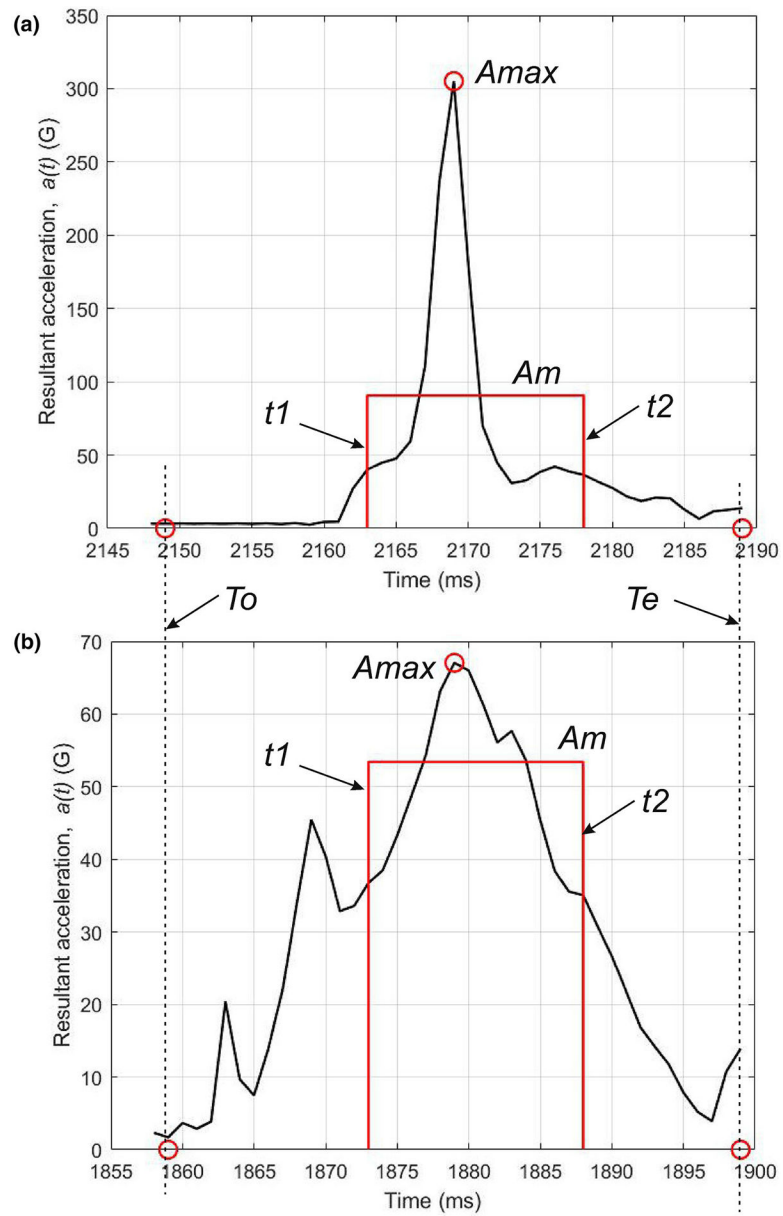 (a)
350
300
250
200
150
100
50
0
Resultant acceleration, a(t) (G)
Amax
Am
t1
t2
2145 2150 2155 2160 2165 2170 2175 2180 2185 2190
Time (ms)
To
Te
(b)
70
60
50
40
30
20
10
0
Resultant acceleration, a(t) (G)
Amax
Am
t1
t2
1855 1860 1865 1870 1875 1880 1885 1890 1895 1900
Time (ms)